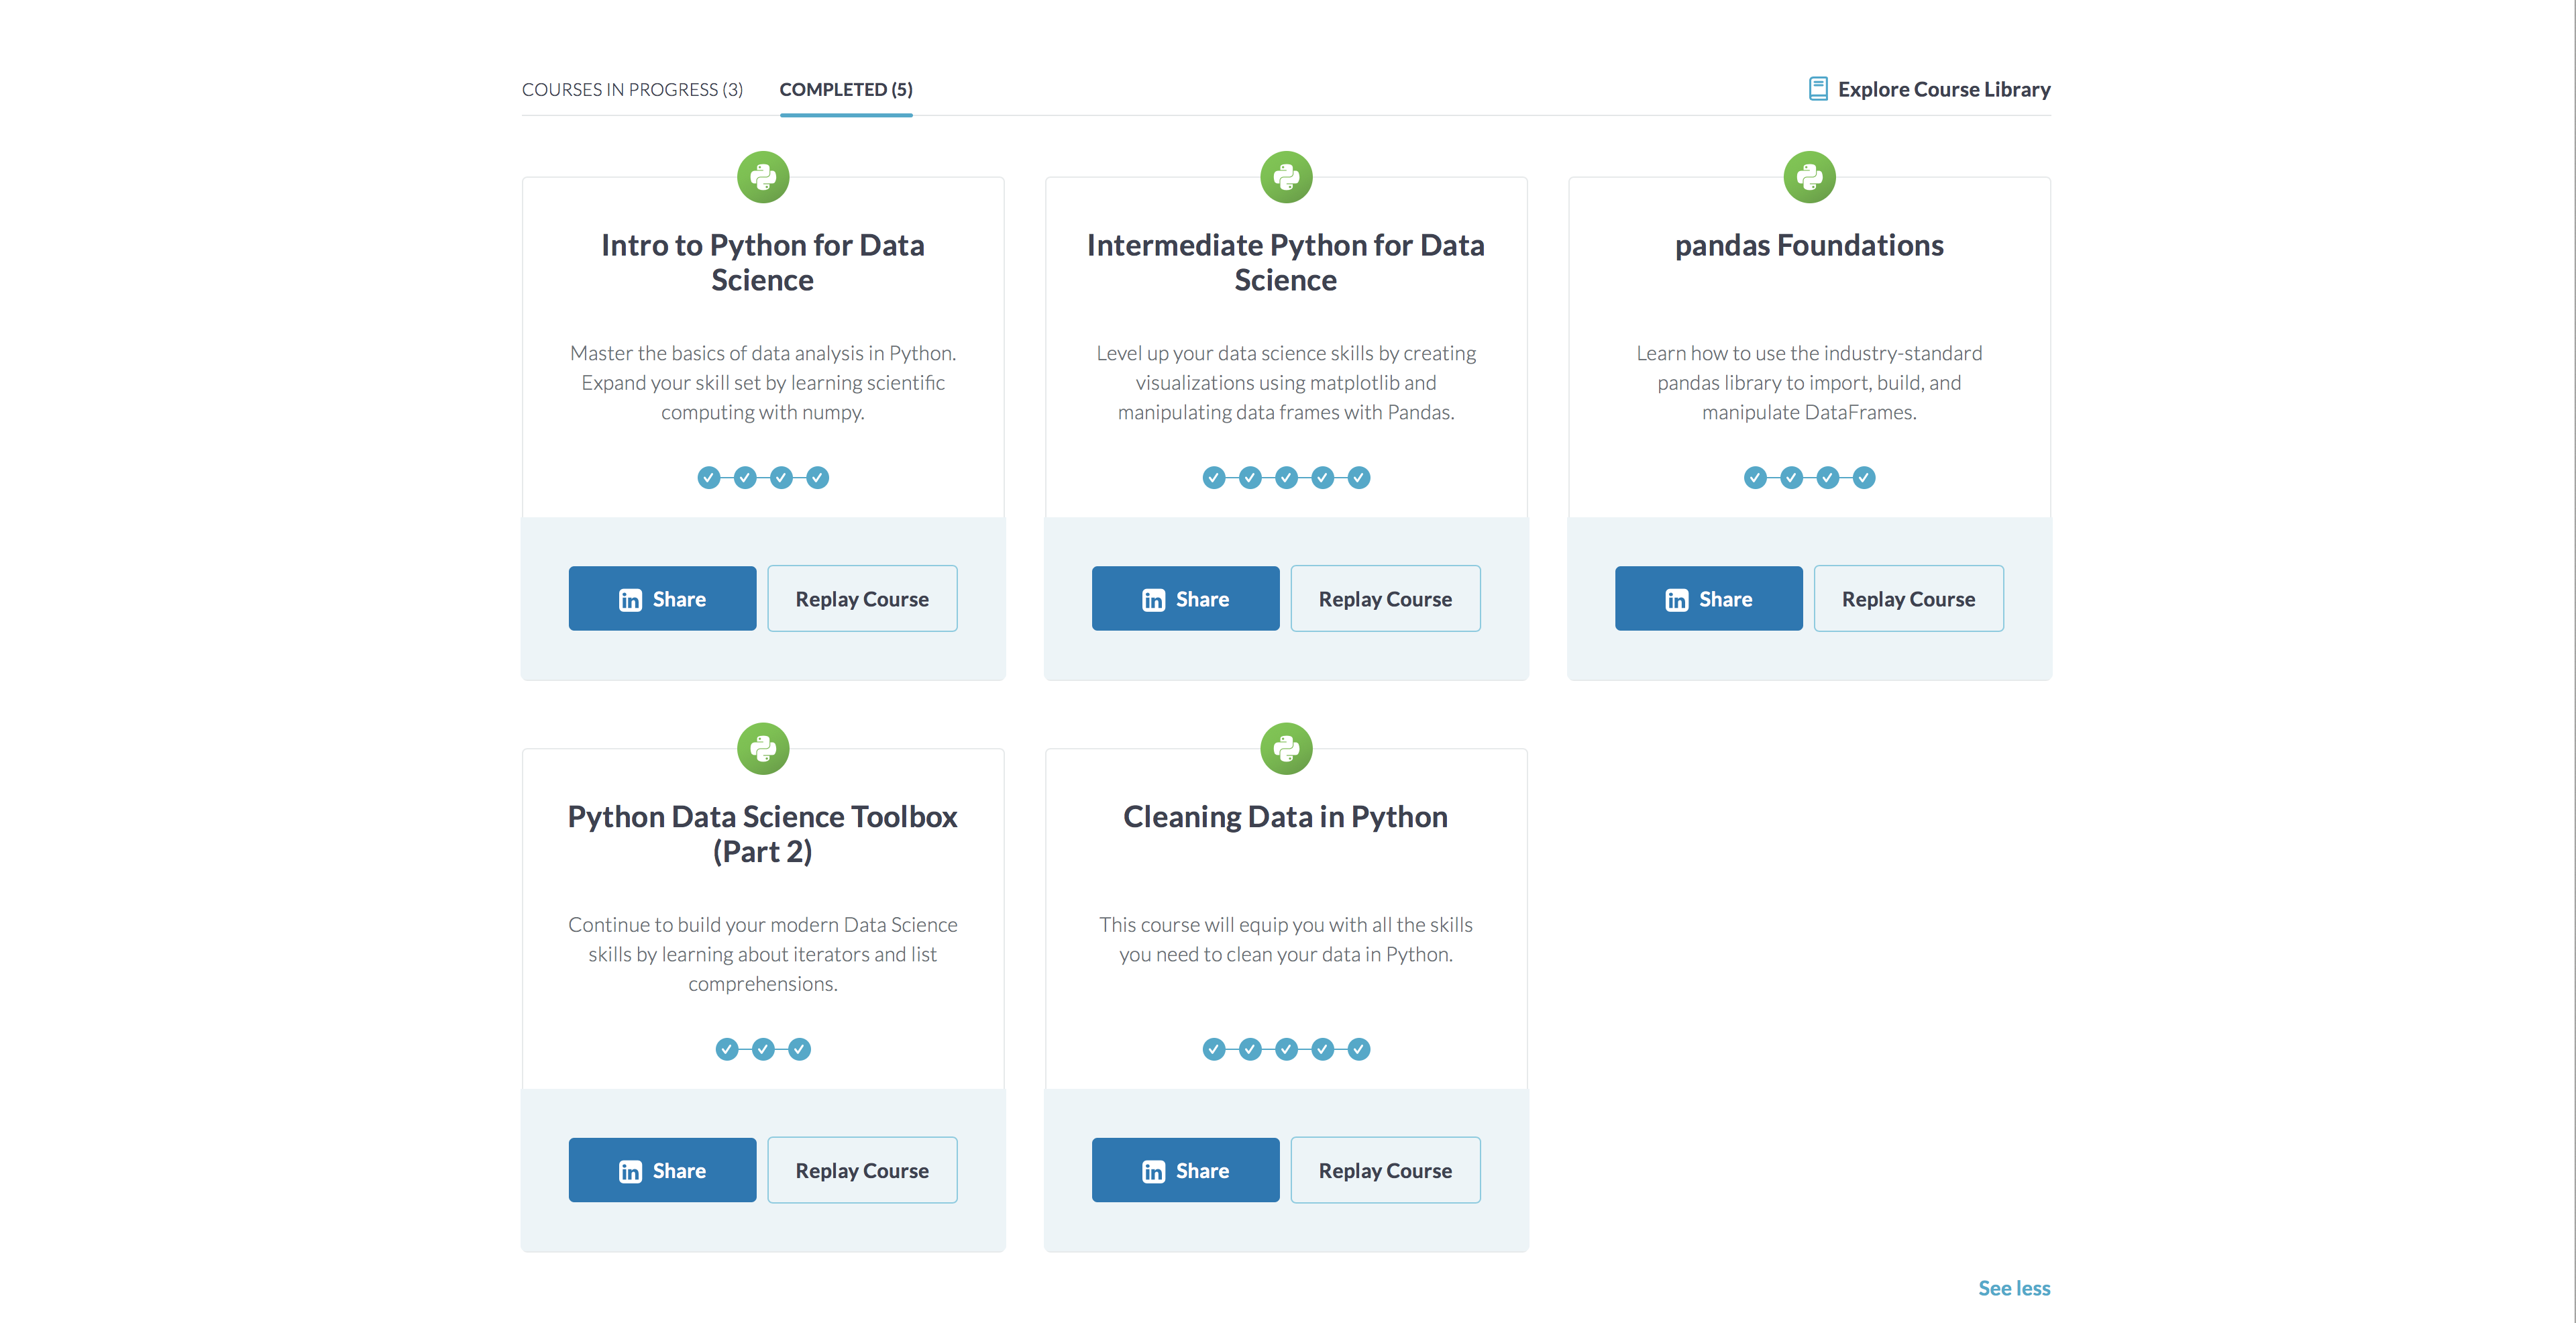 COURSES IN PROGRESS (3)
COMPLETED (5)
Explore Course Library
Intro to Python for Data
Science
Master the basics of data analysis in Python.
Expand your skill set by learning scientific
computing with numpy.
in Share
Replay Course
Intermediate Python for Data
Science
Level up your data science skills by creating
visualizations using matplotlib and
manipulating data frames with Pandas.
in Share
Replay Course
pandas Foundations
Learn how to use the industry-standard
pandas library to import, build, and
manipulate DataFrames.
in Share
Replay Course
Python Data Science Toolbox
(Part 2)
Continue to build your modern Data Science
skills by learning about iterators and list
comprehensions.
in Share
Replay Course
Cleaning Data in Python
This course will equip you with all the skills
you need to clean your data in Python.
in Share
Replay Course
See less